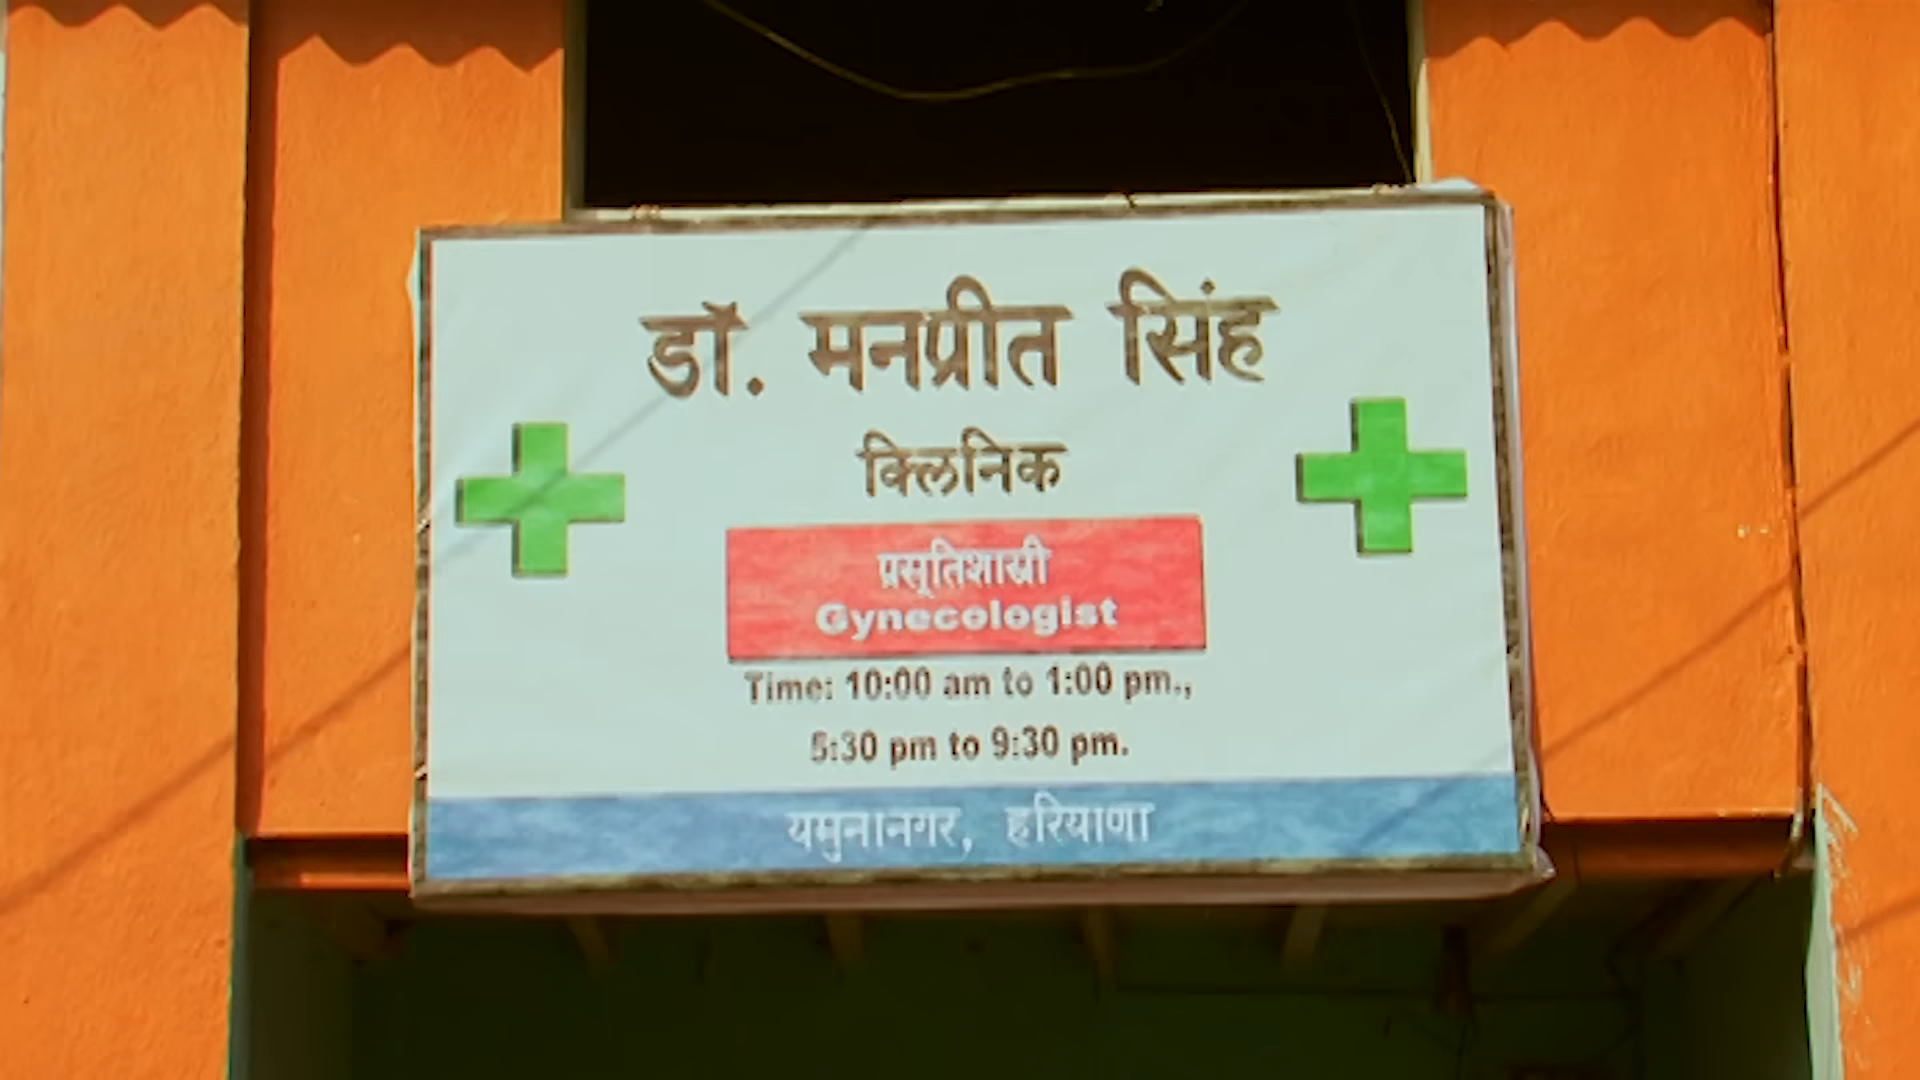 डॉ. मनप्रीत सिंह
क्लिनिक
प्रसूतिशास्त्री
Gynecologist
Time: 10:00 am to 1:00 pm.,
5:30 pm to 9:30 pm.
यमुनानगर, हरियाणा